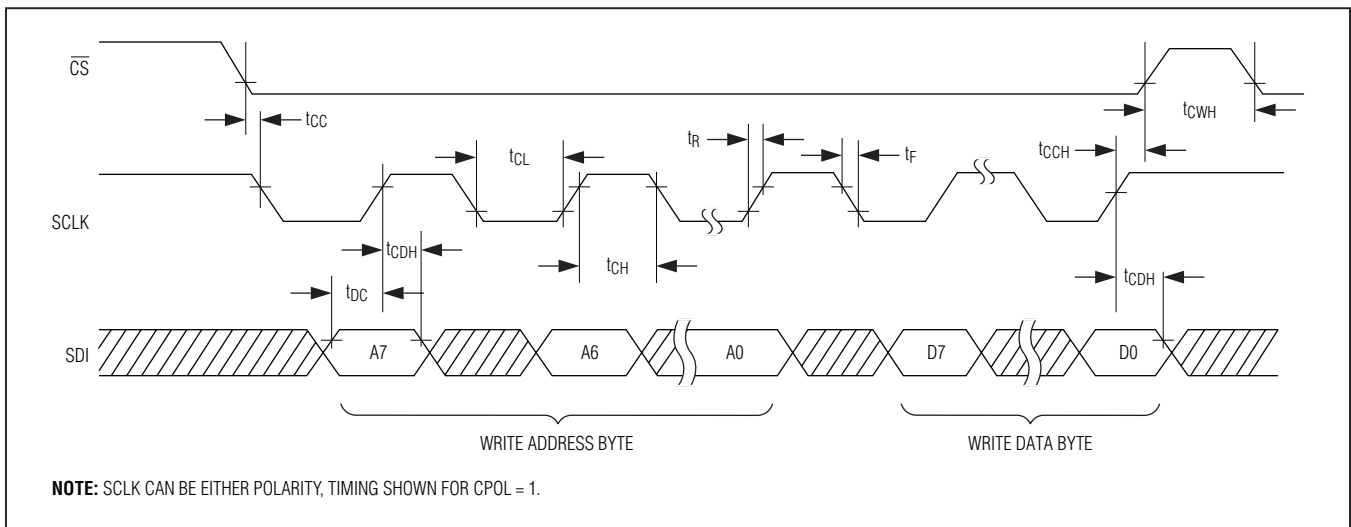 CS
tCC
tCWH
tR
tF
tCL
tCCH
SCLK
tCDH
tCH
tCDH
tDC
SDI
A7
A6
A0
D7
D0
WRITE ADDRESS BYTE
WRITE DATA BYTE
NOTE: SCLK CAN BE EITHER POLARITY, TIMING SHOWN FOR CPOL = 1.